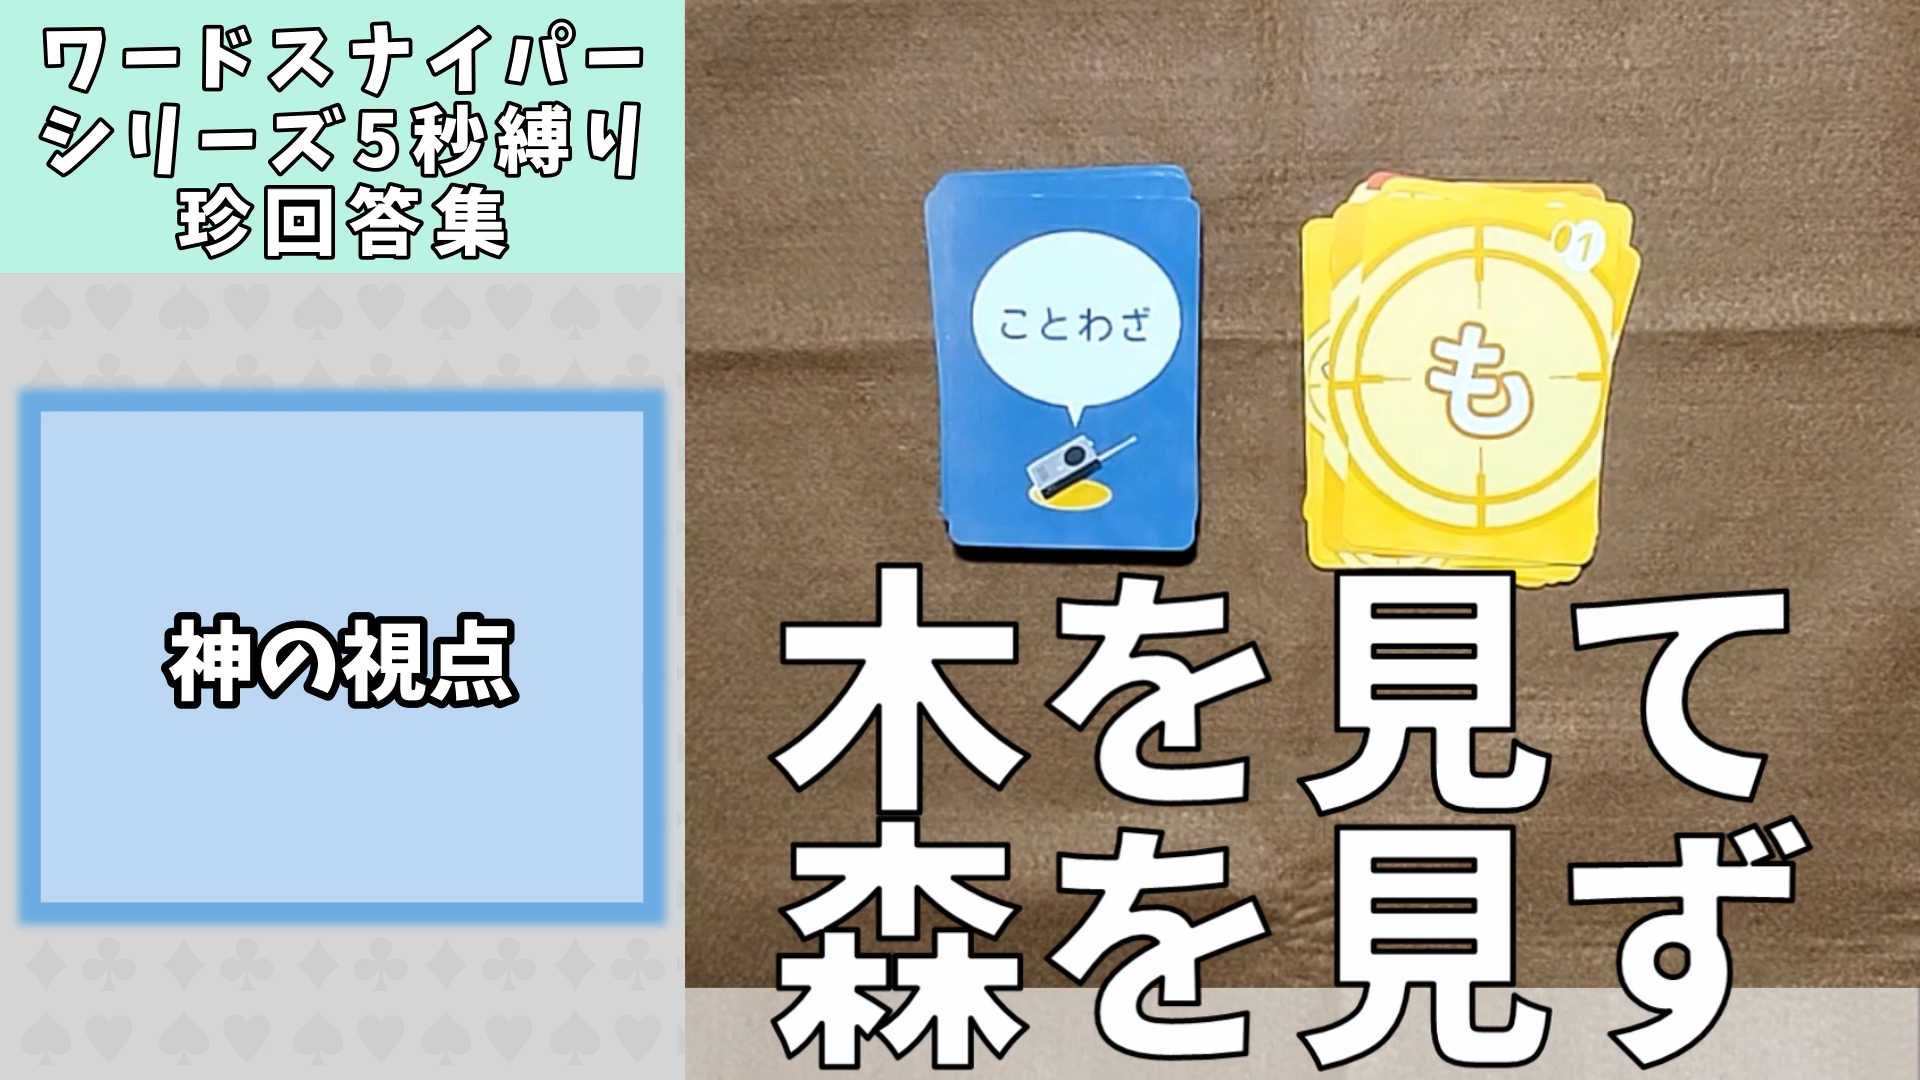 ワードスナイパー
シリーズ5秒縛り
珍回答集
神の視点
ことわざ
01
も
木を見て
森を見ず